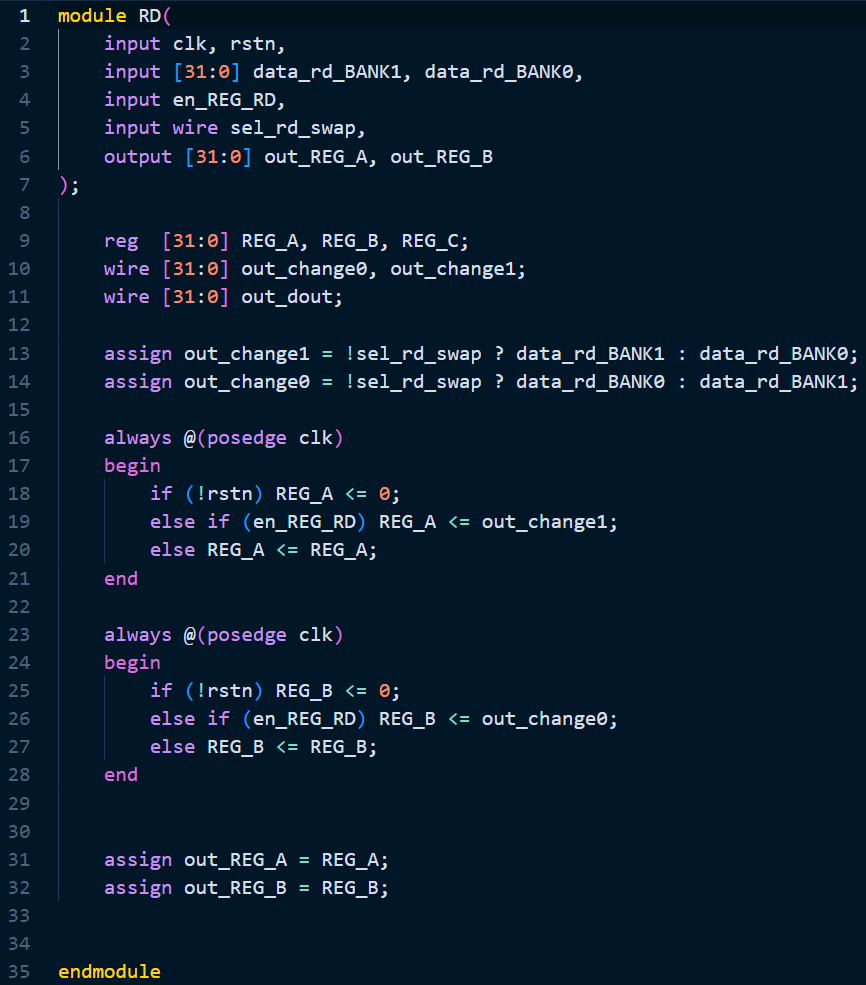 1 module RD(
2     input clk, rstn,
3     input [31:0] data_rd_BANK1, data_rd_BANK0,
4     input en_REG_RD,
5     input wire sel_rd_swap,
6     output [31:0] out_REG_A, out_REG_B
7 );
8
9     reg  [31:0] REG_A, REG_B, REG_C;
10     wire [31:0] out_change0, out_change1;
11     wire [31:0] out_dout;
12
13     assign out_change1 = !sel_rd_swap ? data_rd_BANK1 : data_rd_BANK0;
14     assign out_change0 = !sel_rd_swap ? data_rd_BANK0 : data_rd_BANK1;
15
16     always @(posedge clk)
17     begin
18         if (!rstn) REG_A <= 0;
19         else if (en_REG_RD) REG_A <= out_change1;
20         else REG_A <= REG_A;
21     end
22
23     always @(posedge clk)
24     begin
25         if (!rstn) REG_B <= 0;
26         else if (en_REG_RD) REG_B <= out_change0;
27         else REG_B <= REG_B;
28     end
29
30
31     assign out_REG_A = REG_A;
32     assign out_REG_B = REG_B;
33
34
35 endmodule